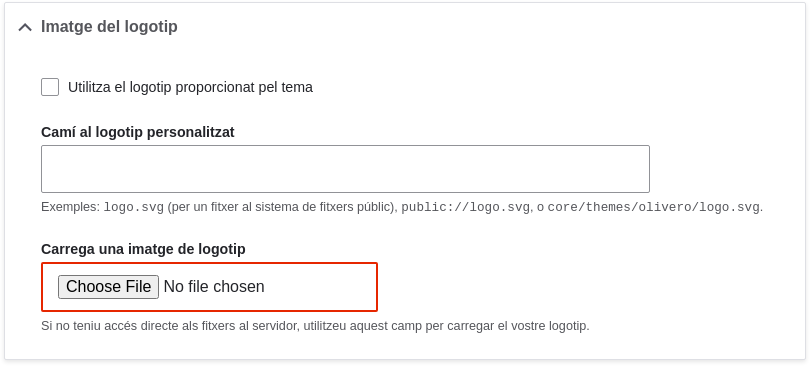 Imatge del logotip
Utilitza el logotip proporcionat pel tema
Camí al logotip personalitzat
Exemples: logo.svg (per un fitxer al sistema de fitxers públic), public://logo.svg, o core/themes/olivero/logo.svg.
Carrega una imatge de logotip
Choose File No file chosen
Si no teniu accés directe als fitxers al servidor, utilitzeu aquest camp per carregar el vostre logotip.